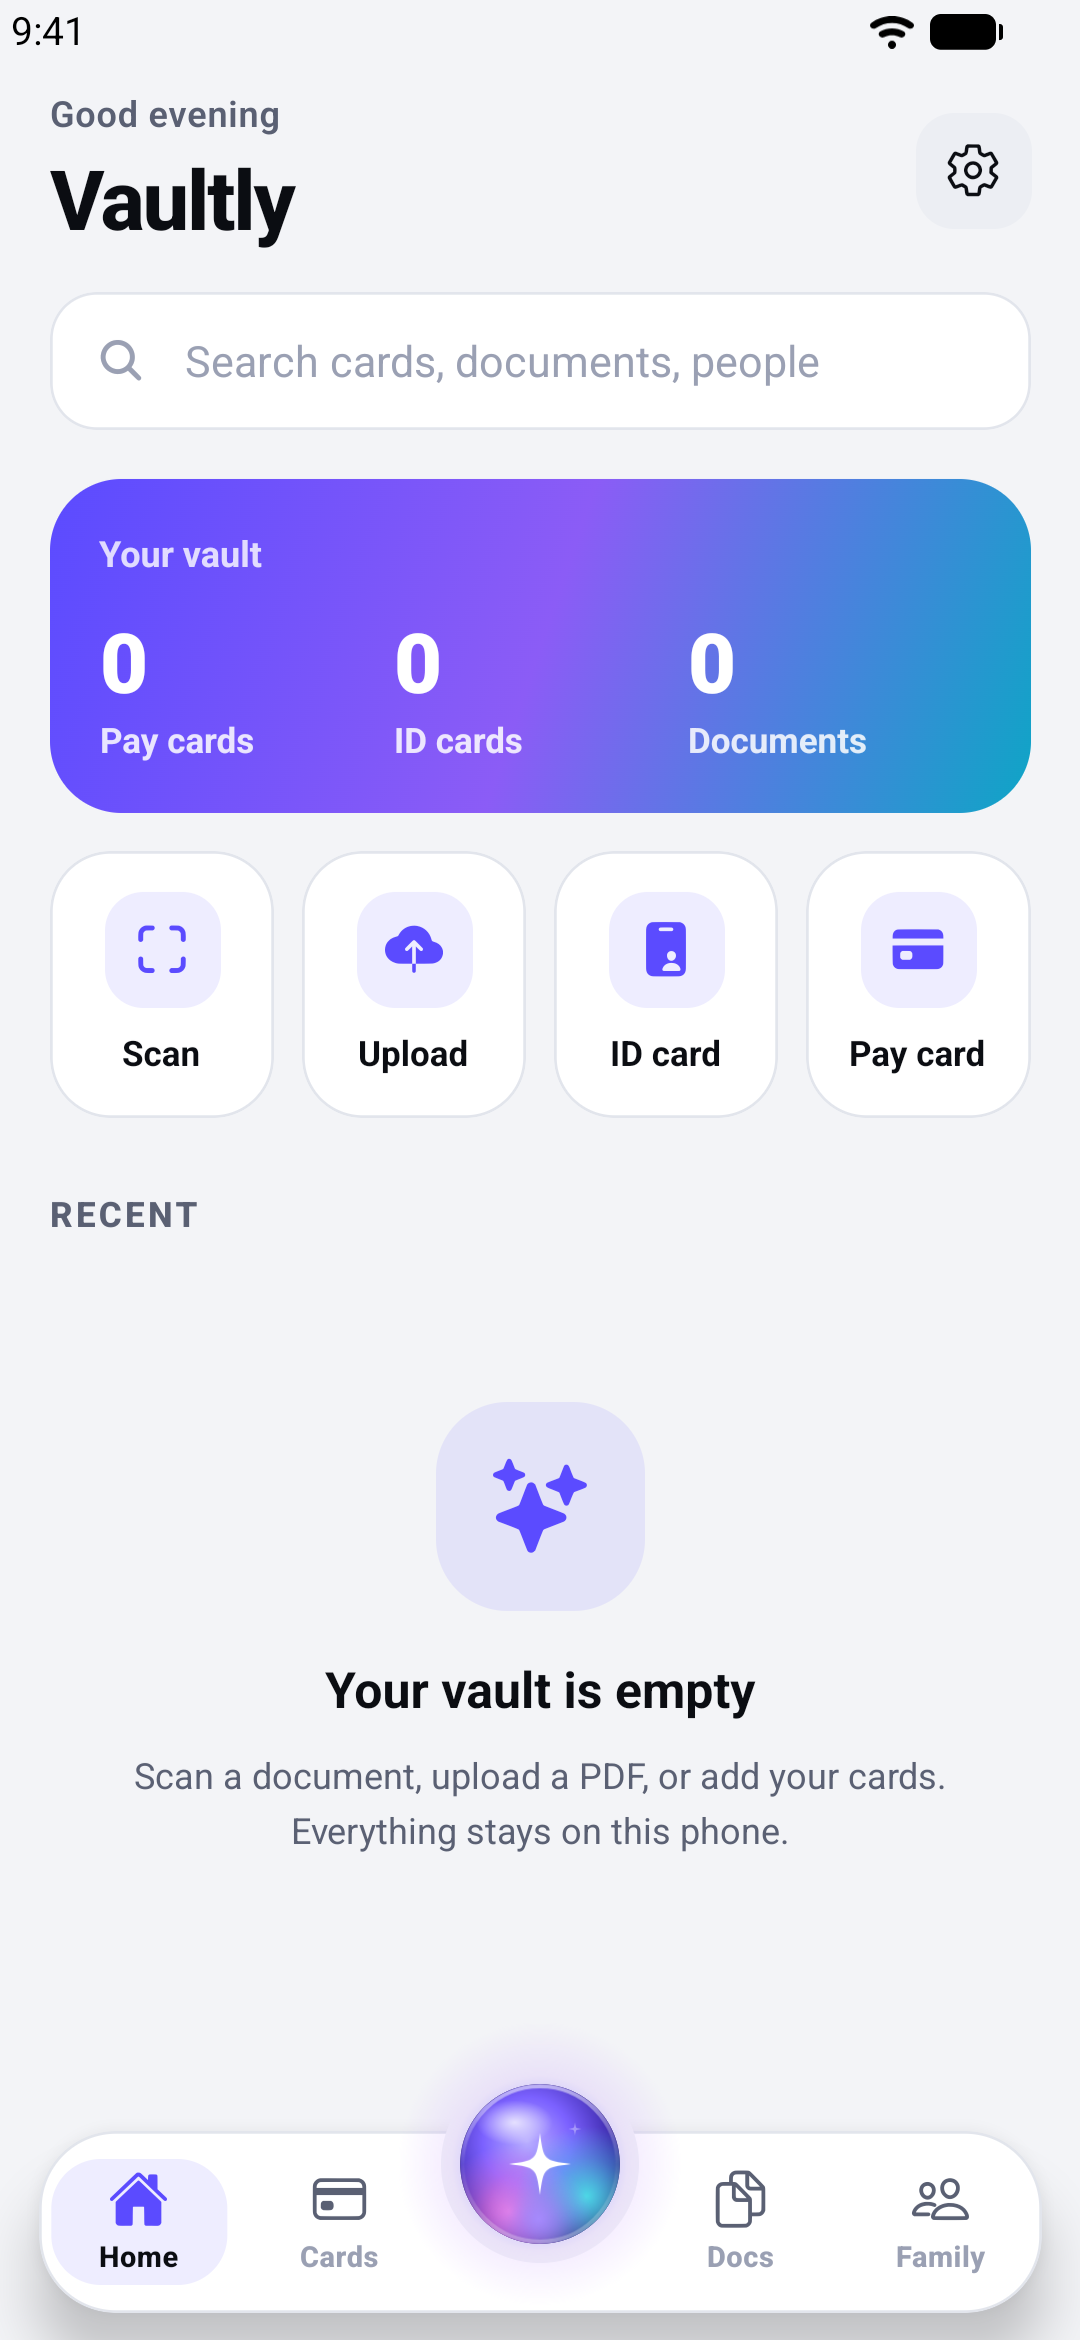 9:41
Good evening
Vaultly
Search cards, documents, people
Your vault
0 0 0
Pay cards ID cards Documents
Scan Upload ID card Pay card
RECENT
Your vault is empty
Scan a document, upload a PDF, or add your cards.
Everything stays on this phone.
Home Cards Docs Family